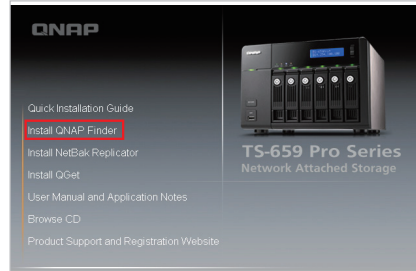 QNAP
Quick Installation Guide
Install QNAP Finder
Install NetBak Replicator
Install QGet
User Manual and Application Notes
Browse CD
Product Support and Registration Website
TS-659 Pro Series
Network Attached Storage